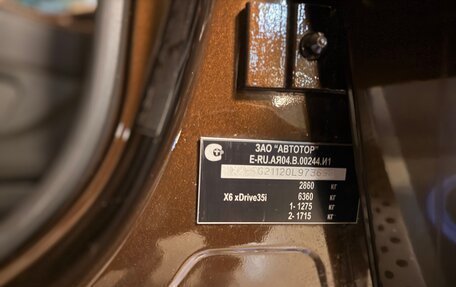 ЗАО "АВТОТОР"
E-RU.АЯ04.В.00244.И1
2860 кг
X6 xDrive35i 6360 кг
1- 1275 кг
2- 1715 кг